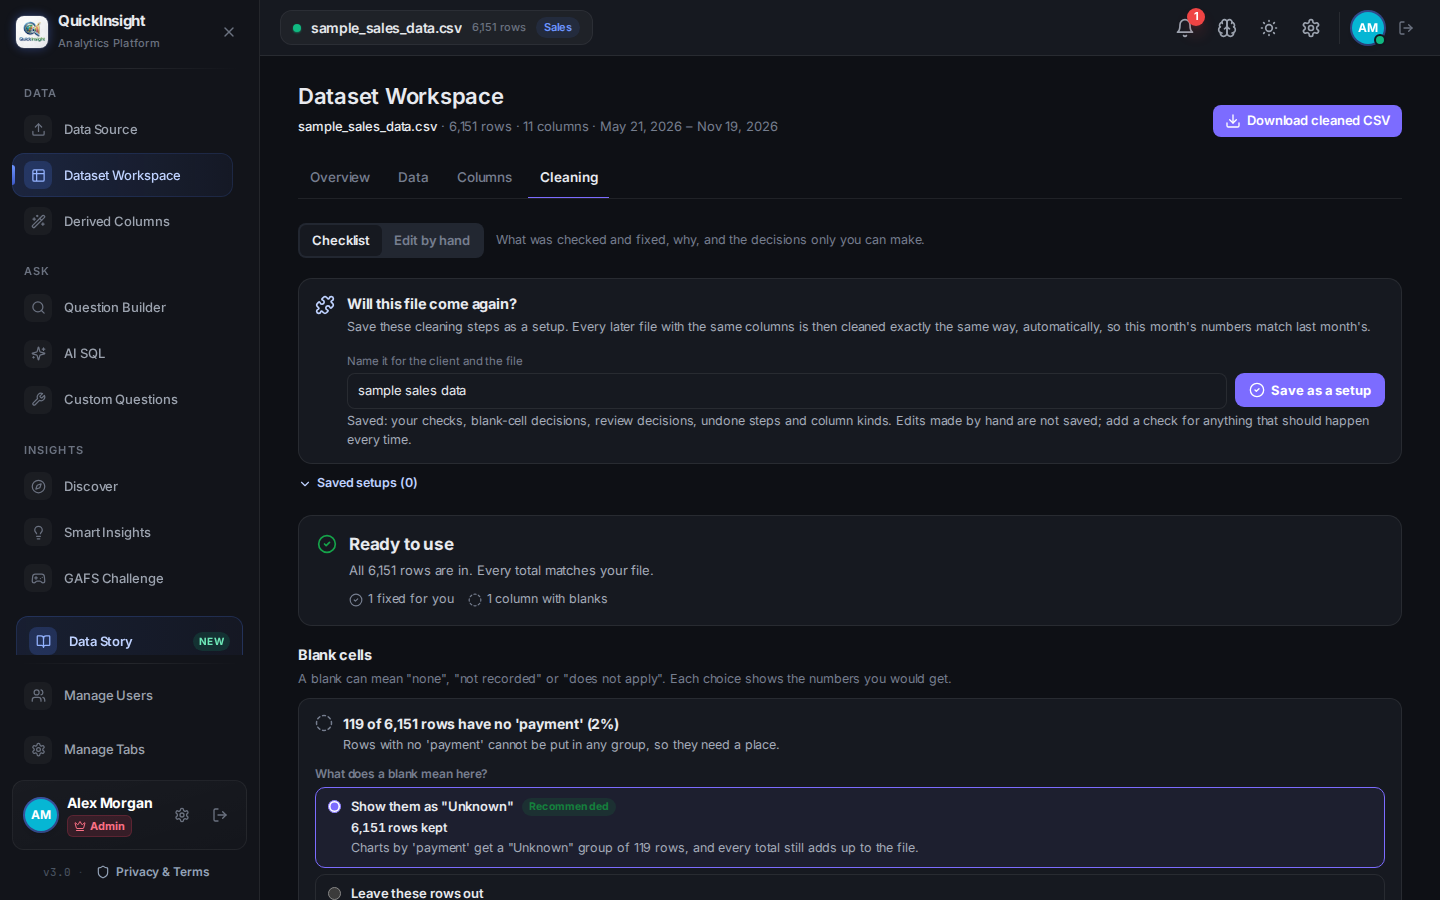 QuickInsight
Analytics Platform
DATA
Data Source
Dataset Workspace
Derived Columns
ASK
Question Builder
AI SQL
Custom Questions
INSIGHTS
Discover
Smart Insights
GAFS Challenge
Data Story NEW
Manage Users
Manage Tabs
AM Alex Morgan
Admin
v3.0 · Privacy & Terms
sample_sales_data.csv 6,151 rows Sales
1
AM
Dataset Workspace
sample_sales_data.csv · 6,151 rows · 11 columns · May 21, 2026 – Nov 19, 2026
Download cleaned CSV
Overview Data Columns Cleaning
Checklist Edit by hand What was checked and fixed, why, and the decisions only you can make.
Will this file come again?
Save these cleaning steps as a setup. Every later file with the same columns is then cleaned exactly the same way, automatically, so this month's numbers match last month's.
Name it for the client and the file
sample sales data
Save as a setup
Saved: your checks, blank-cell decisions, review decisions, undone steps and column kinds. Edits made by hand are not saved; add a check for anything that should happen
every time.
Saved setups (0)
Ready to use
All 6,151 rows are in. Every total matches your file.
1 fixed for you 1 column with blanks
Blank cells
A blank can mean "none", "not recorded" or "does not apply". Each choice shows the numbers you would get.
119 of 6,151 rows have no 'payment' (2%)
Rows with no 'payment' cannot be put in any group, so they need a place.
What does a blank mean here?
Show them as "Unknown" Recommended
6,151 rows kept
Charts by 'payment' get a "Unknown" group of 119 rows, and every total still adds up to the file.
Leave these rows out